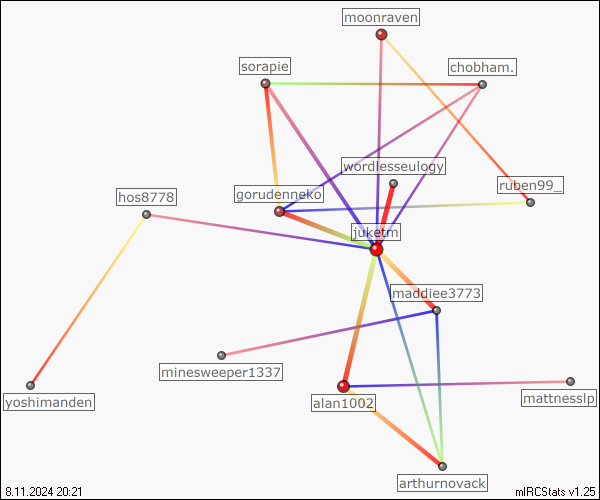 moonraven
sorapie
chobham.
wordlesseulogy
ruben99_
hos8778
gorudenneko
juketm
maddiee3773
minesweeper1337
yoshimanden
alan1002
mattnesslp
arthurnovack
8.11.2024 20:21
mIRCStats v1.25